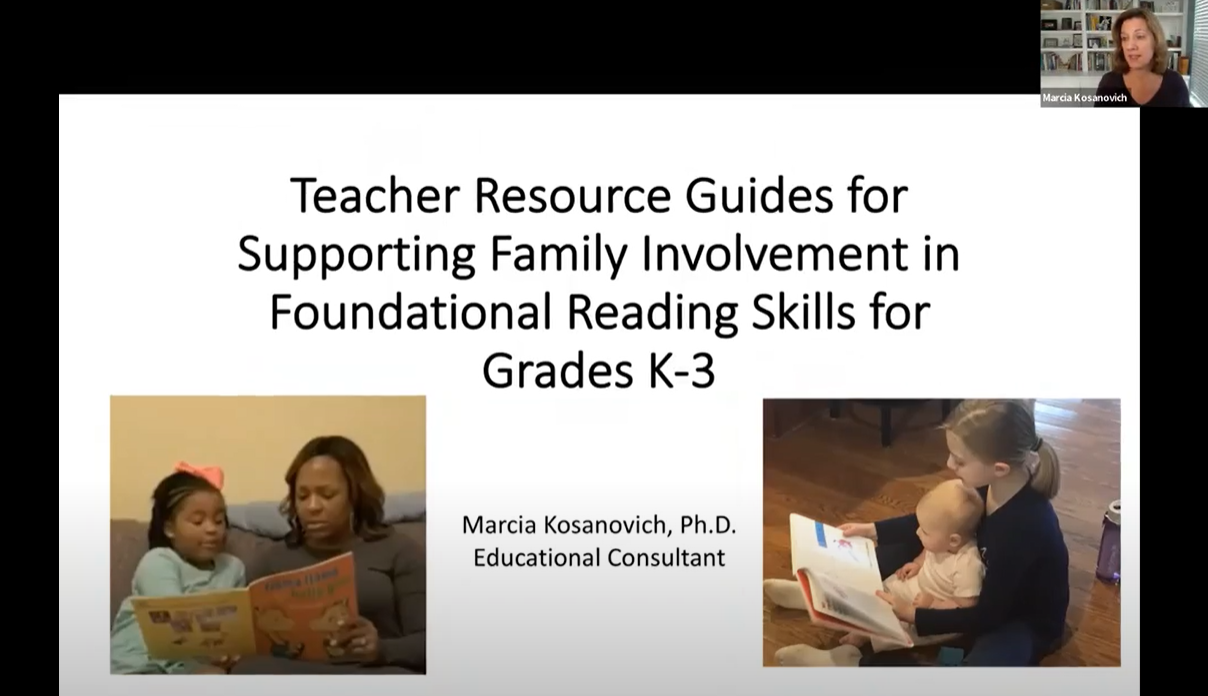 Marcia Kosanovich
Teacher Resource Guides for
Supporting Family Involvement in
Foundational Reading Skills for
Grades K-3
Marcia Kosanovich, Ph.D.
Educational Consultant